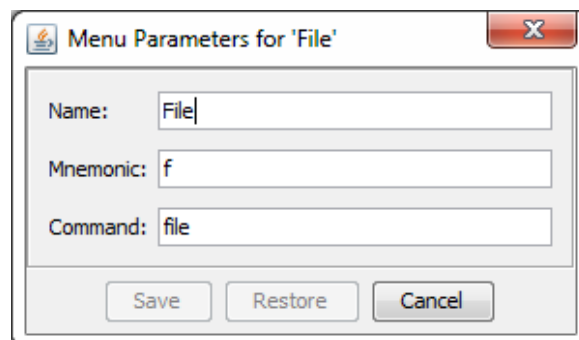 Menu Parameters for 'File'
Name: File
Mnemonic: f
Command: file
Save Restore Cancel